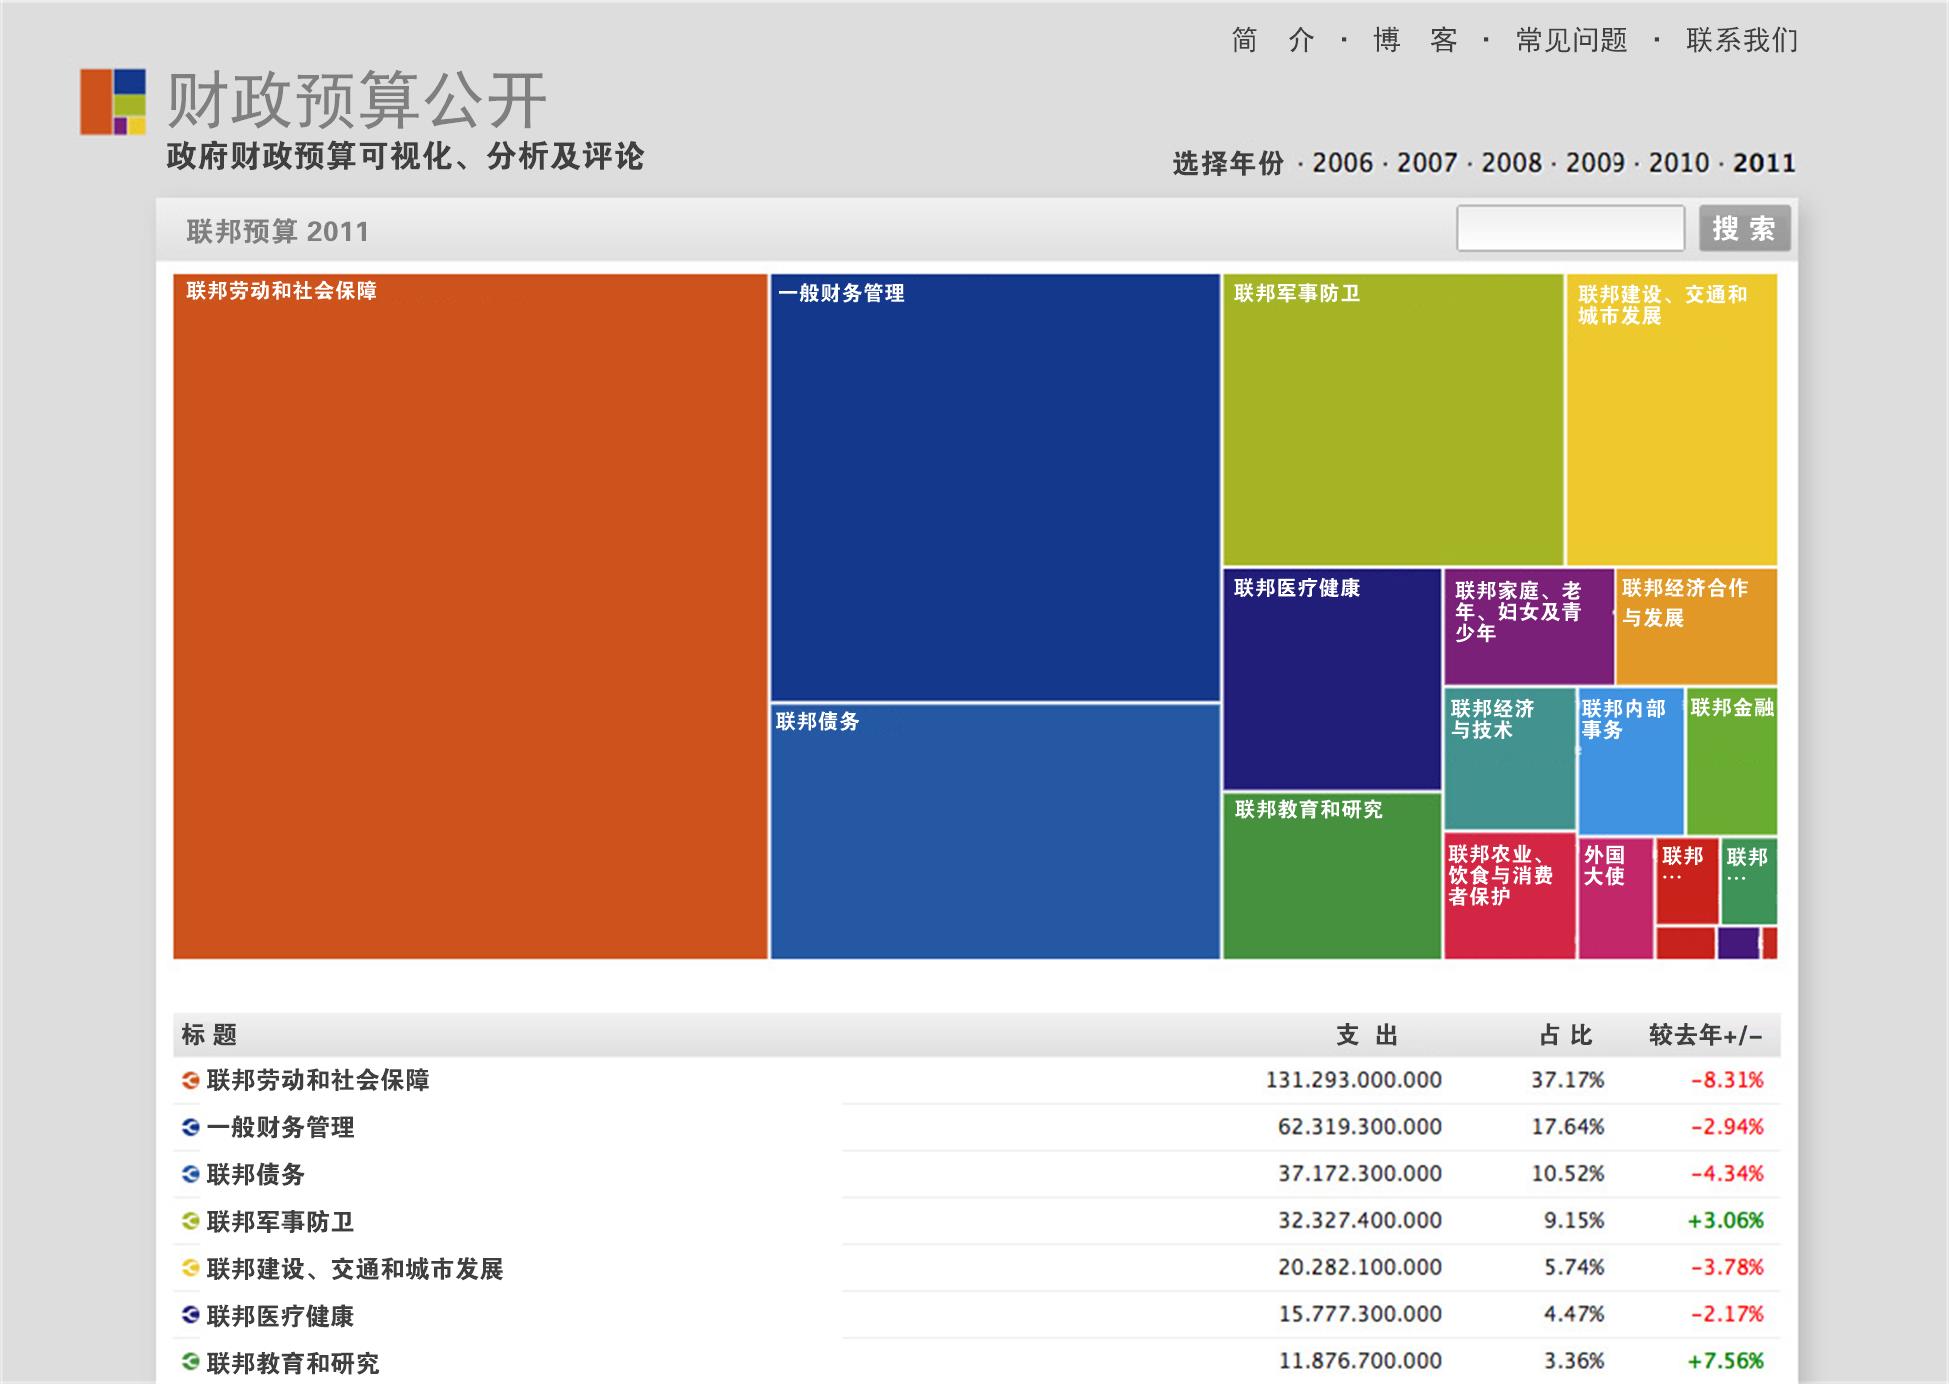 简 介 · 博 客 · 常见问题 · 联系我们
财政预算公开
政府财政预算可视化、分析及评论
选择年份 · 2006 · 2007 · 2008 · 2009 · 2010 · 2011
联邦预算 2011
搜 索
联邦劳动和社会保障
一般财务管理
联邦债务
联邦军事防卫
联邦建设、交通和
城市发展
联邦医疗健康
联邦家庭、老
年、妇女及青
少年
联邦经济合作
与发展
联邦经济
与技术
联邦内部
事务
联邦金融
联邦教育和研究
联邦农业、
饮食与消费
者保护
外国
大使
联邦
...
联邦
...
标 题 支 出 占 比 较去年+/-
联邦劳动和社会保障 131.293.000.000 37.17% -8.31%
一般财务管理 62.319.300.000 17.64% -2.94%
联邦债务 37.172.300.000 10.52% -4.34%
联邦军事防卫 32.327.400.000 9.15% +3.06%
联邦建设、交通和城市发展 20.282.100.000 5.74% -3.78%
联邦医疗健康 15.777.300.000 4.47% -2.17%
联邦教育和研究 11.876.700.000 3.36% +7.56%